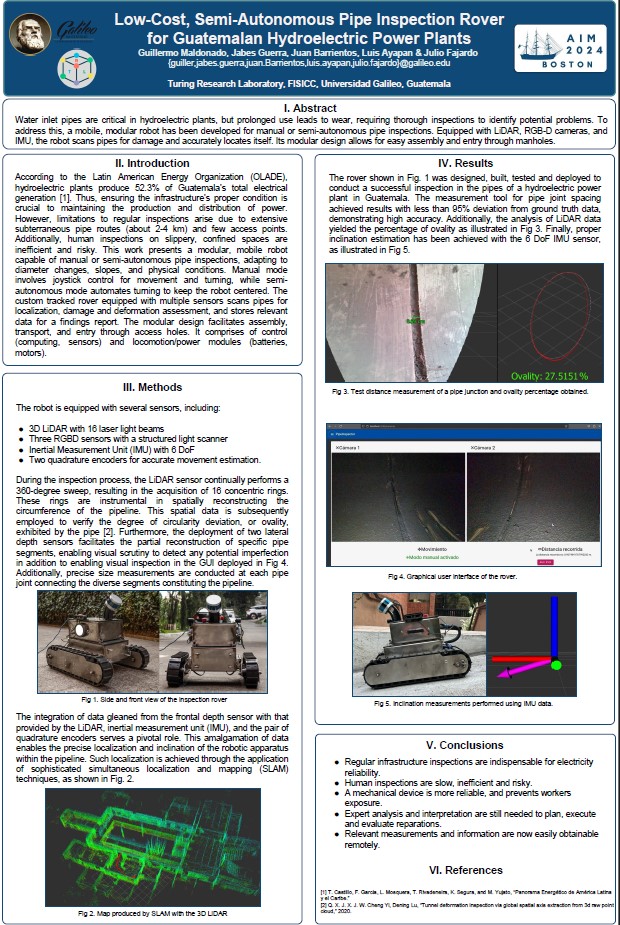 Galileo
Low-Cost, Semi-Autonomous Pipe Inspection Rover
for Guatemalan Hydroelectric Power Plants
Guillermo Maldonado, Jabes Guerra, Juan Barrientos, Luis Ayapan & Julio Fajardo
{guiller,jabes.guerra,juan.Barrientos,luis.ayapan,julio.fajardo}@galileo.edu
Turing Research Laboratory, FISICC, Universidad Galileo, Guatemala
AIM
2024
BOSTON
I. Abstract
Water inlet pipes are critical in hydroelectric plants, but prolonged use leads to wear, requiring thorough inspections to identify potential problems. To
address this, a mobile, modular robot has been developed for manual or semi-autonomous pipe inspections. Equipped with LiDAR, RGB-D cameras, and
IMU, the robot scans pipes for damage and accurately locates itself. Its modular design allows for easy assembly and entry through manholes.
II. Introduction
According to the Latin American Energy Organization (OLADE),
hydroelectric plants produce 52.3% of Guatemala's total electrical
generation [1]. Thus, ensuring the infrastructure's proper condition is
crucial to maintaining the production and distribution of power.
However, limitations to regular inspections arise due to extensive
subterranean pipe routes (about 2-4 km) and few access points.
Additionally, human inspections on slippery, confined spaces are
inefficient and risky. This work presents a modular, mobile robot
capable of manual or semi-autonomous pipe inspections, adapting to
diameter changes, slopes, and physical conditions. Manual mode
involves joystick control for movement and turning, while semi-
autonomous mode automates turning to keep the robot centered. The
custom tracked rover equipped with multiple sensors scans pipes for
localization, damage and deformation assessment, and stores relevant
data for a findings report. The modular design facilitates assembly,
transport, and entry through access holes. It comprises of control
(computing, sensors) and locomotion/power modules (batteries,
motors).
III. Methods
The robot is equipped with several sensors, including:
● 3D LiDAR with 16 laser light beams
● Three RGBD sensors with a structured light scanner
● Inertial Measurement Unit (IMU) with 6 DoF
● Two quadrature encoders for accurate movement estimation.
During the inspection process, the LiDAR sensor continually performs a
360-degree sweep, resulting in the acquisition of 16 concentric rings.
These rings are instrumental in spatially reconstructing the
circumference of the pipeline. This spatial data is subsequently
employed to verify the degree of circularity deviation, or ovality,
exhibited by the pipe [2]. Furthermore, the deployment of two lateral
depth sensors facilitates the partial reconstruction of specific pipe
segments, enabling visual scrutiny to detect any potential imperfection
in addition to enabling visual inspection in the GUI deployed in Fig 4.
Additionally, precise size measurements are conducted at each pipe
joint connecting the diverse segments constituting the pipeline.
Fig 1. Side and front view of the inspection rover
The integration of data gleaned from the frontal depth sensor with that
provided by the LiDAR, inertial measurement unit (IMU), and the pair of
quadrature encoders serves a pivotal role. This amalgamation of data
enables the precise localization and inclination of the robotic apparatus
within the pipeline. Such localization is achieved through the application
of sophisticated simultaneous localization and mapping (SLAM)
techniques, as shown in Fig. 2.
Fig 2. Map produced by SLAM with the 3D LiDAR
IV. Results
The rover shown in Fig. 1 was designed, built, tested and deployed to
conduct a successful inspection in the pipes of a hydroelectric power
plant in Guatemala. The measurement tool for pipe joint spacing
achieved results with less than 95% deviation from ground truth data,
demonstrating high accuracy. Additionally, the analysis of LiDAR data
yielded the percentage of ovality as illustrated in Fig 3. Finally, proper
inclination estimation has been achieved with the 6 DoF IMU sensor,
as illustrated in Fig 5.
Ovality: 27.5151%
Fig 3. Test distance measurement of a pipe junction and ovality percentage obtained.
Cámara 1
Cámara 2
Movimiento
Modo manual activado
Distancia recorrida
Fig 4. Graphical user interface of the rover.
Fig 5. Inclination measurements performed using IMU data.
V. Conclusions
● Regular infrastructure inspections are indispensable for electricity
reliability.
● Human inspections are slow, inefficient and risky.
● A mechanical device is more reliable, and prevents workers
exposure.
● Expert analysis and interpretation are still needed to plan, execute
and evaluate reparations.
● Relevant measurements and information are now easily obtainable
remotely.
VI. References
[1] T. Castillo, F. Garcia, L. Mosquera, T. Rivadeneira, K. Segura, and M. Yujato, "Panorama Energético de América Latina
y el Caribe."
[2] Q. X. J. X. J. W. Cheng Yi, Dening Lu, "Tunnel deformation inspection via global spatial axis extraction from 3d raw point
cloud," 2020.